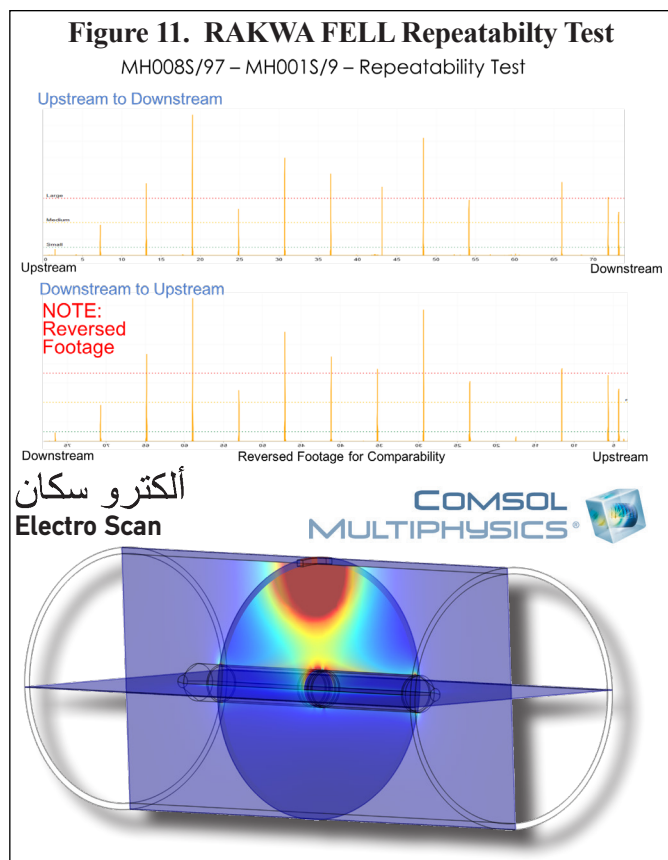 Figure 11. RAKWA FELL Repeatabilty Test
MH008S/97 – MH001S/9 – Repeatability Test
Upstream to Downstream
Large
Medium
Small
0 5 10 15 20 25 30 35 40 45 50 55 60 65 70
Upstream
Downstream
Downstream to Upstream
NOTE:
Reversed
Footage
Downstream
Reversed Footage for Comparability
Upstream
ألكترو سكان
Electro Scan
COMSOL
MULTIPHYSICS®